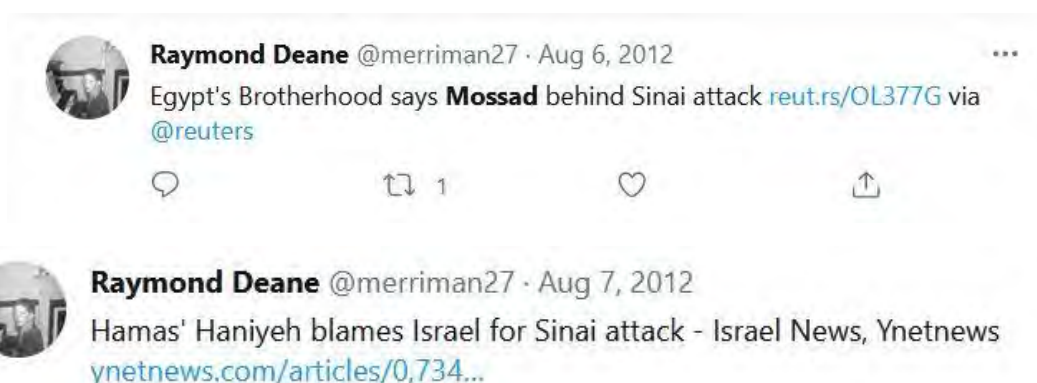 Raymond Deane @merriman27 · Aug 6, 2012
Egypt's Brotherhood says Mossad behind Sinai attack reut.rs/OL377G via
@reuters
1
Raymond Deane @merriman27 · Aug 7, 2012
Hamas' Haniyeh blames Israel for Sinai attack - Israel News, Ynetnews
ynetnews.com/articles/0,734...